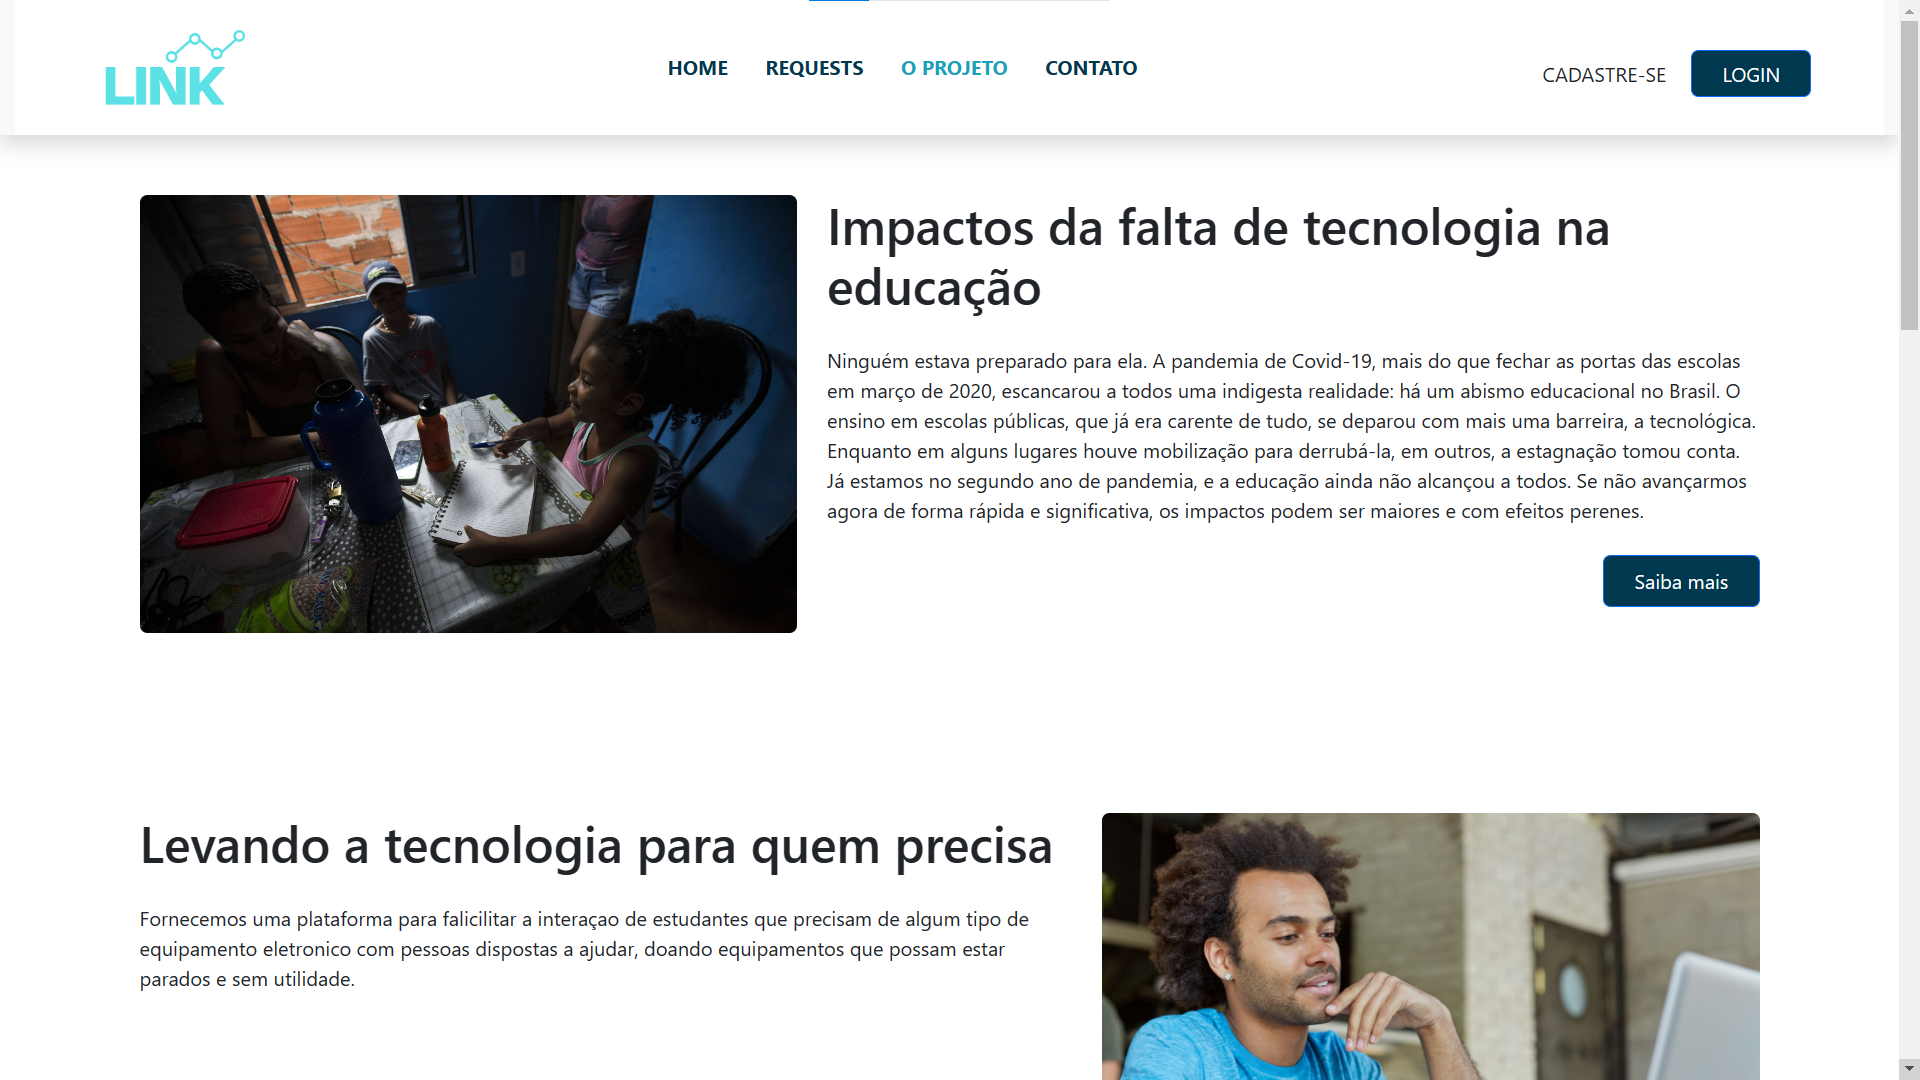 LINK
HOME
REQUESTS
O PROJETO
CONTATO
CADASTRE-SE
LOGIN
Impactos da falta de tecnologia na
educação
Ninguém estava preparado para ela. A pandemia de Covid-19, mais do que fechar as portas das escolas
em março de 2020, escancarou a todos uma indigesta realidade: há um abismo educacional no Brasil. O
ensino em escolas públicas, que já era carente de tudo, se deparou com mais uma barreira, a tecnológica.
Enquanto em alguns lugares houve mobilização para derrubá-la, em outros, a estagnação tomou conta.
Já estamos no segundo ano de pandemia, e a educação ainda não alcançou a todos. Se não avançarmos
agora de forma rápida e significativa, os impactos podem ser maiores e com efeitos perenes.
Saiba mais
Levando a tecnologia para quem precisa
Fornecemos uma plataforma para falicilitar a interaçao de estudantes que precisam de algum tipo de
equipamento eletronico com pessoas dispostas a ajudar, doando equipamentos que possam estar
parados e sem utilidade.